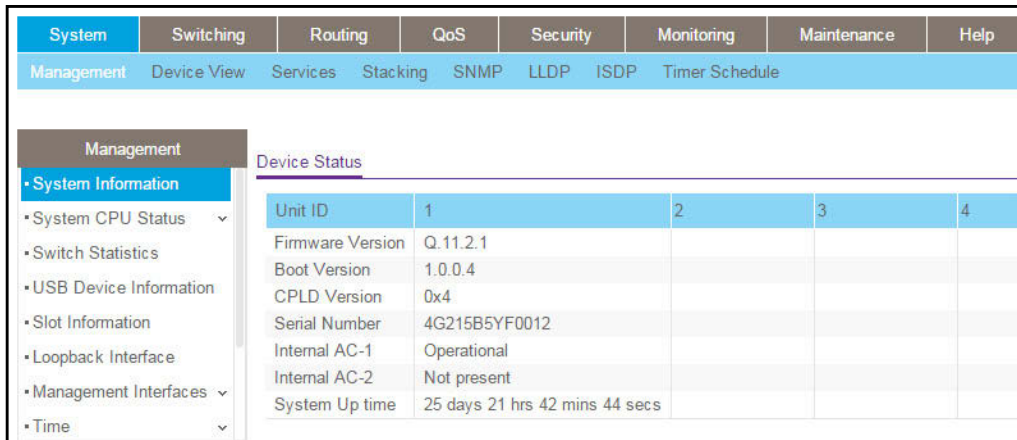 System Switching Routing QoS Security Monitoring Maintenance Help
Management Device View Services Stacking SNMP LLDP ISDP Timer Schedule
Management
System Information
System CPU Status
Switch Statistics
USB Device Information
Slot Information
Loopback Interface
Management Interfaces
Time
Device Status
Unit ID 1 2 3 4
Firmware Version Q.11.2.1
Boot Version 1.0.0.4
CPLD Version 0x4
Serial Number 4G215B5YF0012
Internal AC-1 Operational
Internal AC-2 Not present
System Up time 25 days 21 hrs 42 mins 44 secs